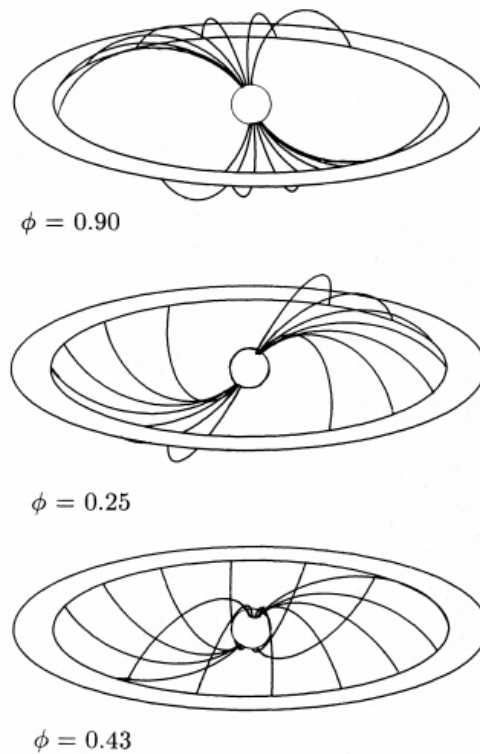 ϕ = 0.90
ϕ = 0.25
ϕ = 0.43